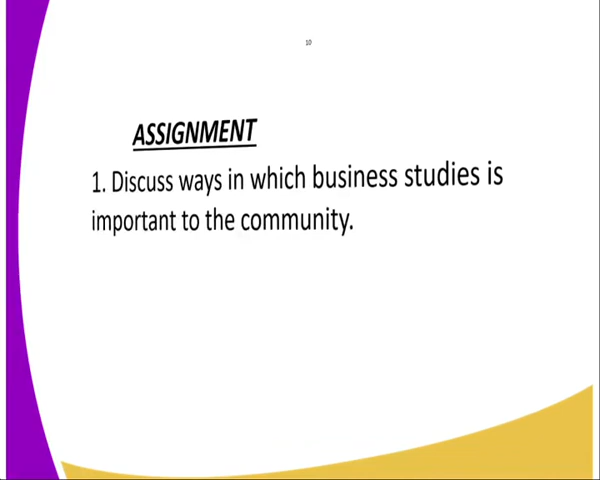 10
ASSIGNMENT
1. Discuss ways in which business studies is
important to the community.